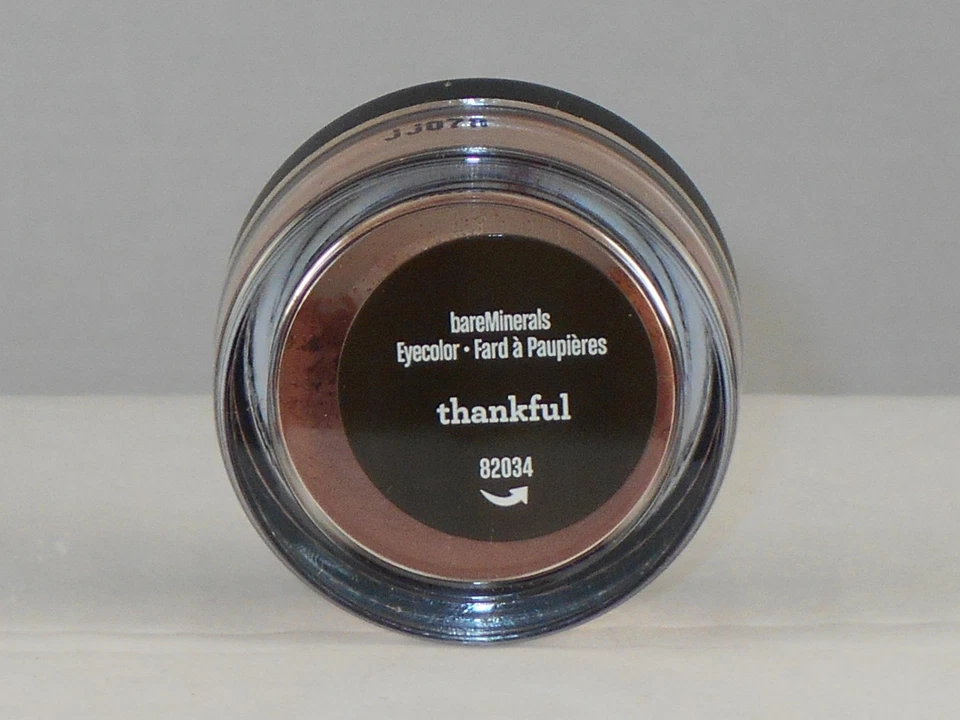 bareMinerals
Eyecolor • Fard à Paupières
thankful
82034